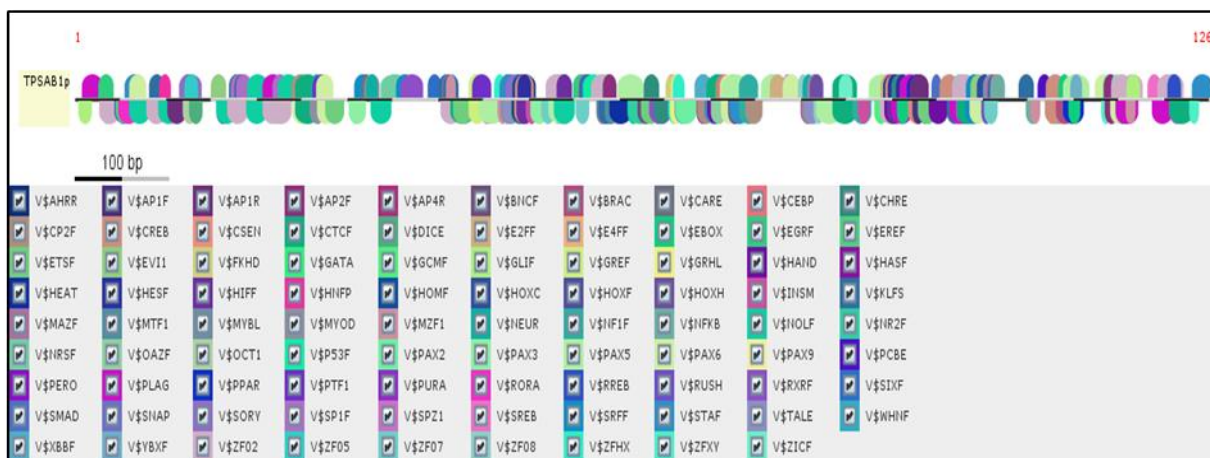 1 126
TPSAB1p
100 bp
V$AHRR V$AP1F V$AP1R V$AP2F V$AP4R V$BNCF V$BRAC V$CARE V$CEBP V$CHRE
V$CP2F V$CREB V$CSEN V$CTCF V$DICE V$E2FF V$E4FF V$EBOX V$EGRF V$EREF
V$ETSF V$EVI1 V$FKHD V$GATA V$GCMF V$GLIF V$GREF V$GRHL V$HAND V$HASF
V$HEAT V$HESF V$HIFF V$HNFP V$HOMF V$HOXC V$HOXF V$HOXH V$INSM V$KLFS
V$MAZF V$MTF1 V$MYBL V$MYOD V$MZF1 V$NEUR V$NF1F V$NFKB V$NOLF V$NR2F
V$NRSF V$OAZF V$OCT1 V$P53F V$PAX2 V$PAX3 V$PAX5 V$PAX6 V$PAX9 V$PCBE
V$PERO V$PLAG V$PPAR V$PTF1 V$PURA V$RORA V$RREB V$RUSH V$RXRF V$SIXF
V$SMAD V$SNAP V$SORY V$SP1F V$SPZ1 V$SREB V$SRFF V$STAF V$TALE V$WHNF
V$XBBF V$YBXF V$ZF02 V$ZF05 V$ZF07 V$ZF08 V$ZFHX V$ZFXY V$ZICF